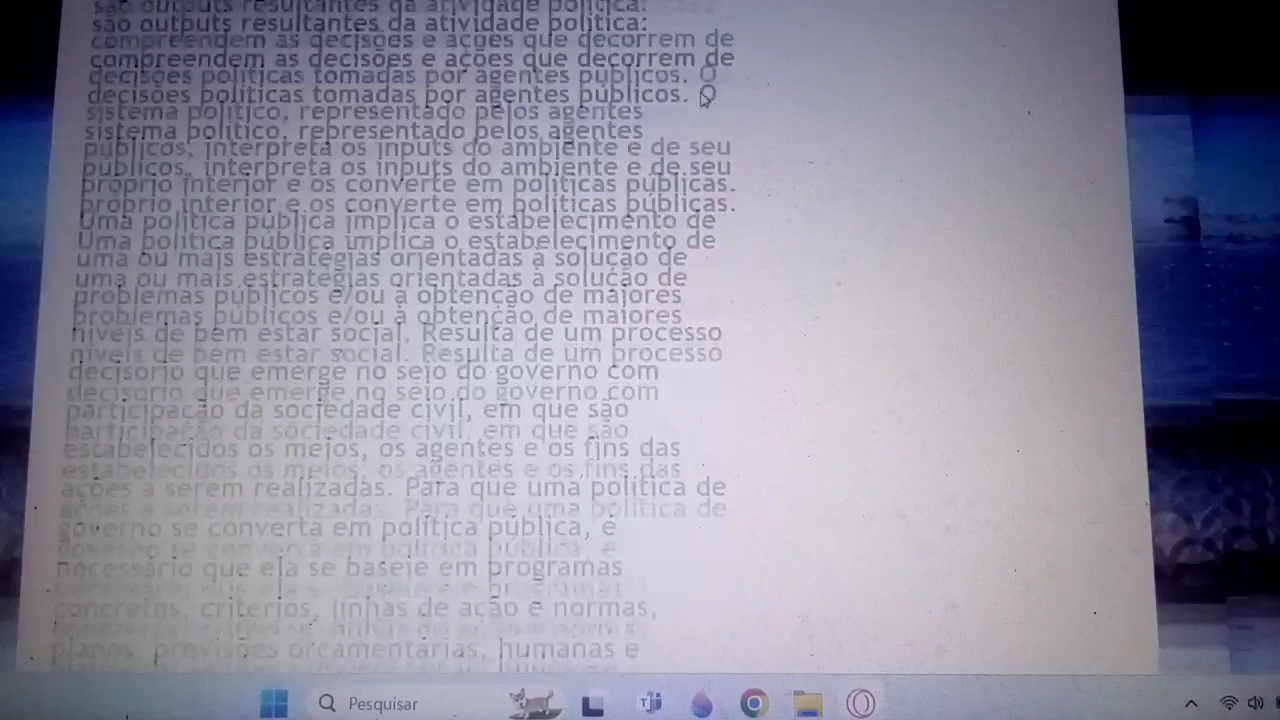 são outputs resultantes da atividade política:
compreendem as decisões e ações que decorrem de
decisões políticas tomadas por agentes públicos. O
sistema político, representado pelos agentes
públicos, interpreta os inputs do ambiente e de seu
próprio interior e os converte em políticas públicas.
Uma política pública implica o estabelecimento de
uma ou mais estratégias orientadas à solução de
problemas públicos e/ou à obtenção de maiores
níveis de bem estar social. Resulta de um processo
decisório que emerge no seio do governo com
participação da sociedade civil, em que são
estabelecidos os meios, os agentes e os fins das
ações a serem realizadas. Para que uma política de
governo se converta em política pública, é
necessário que ela se baseie em programas
concretos, critérios, linhas de ação e normas,
planos, previsões orçamentárias, humanas e
Pesquisar